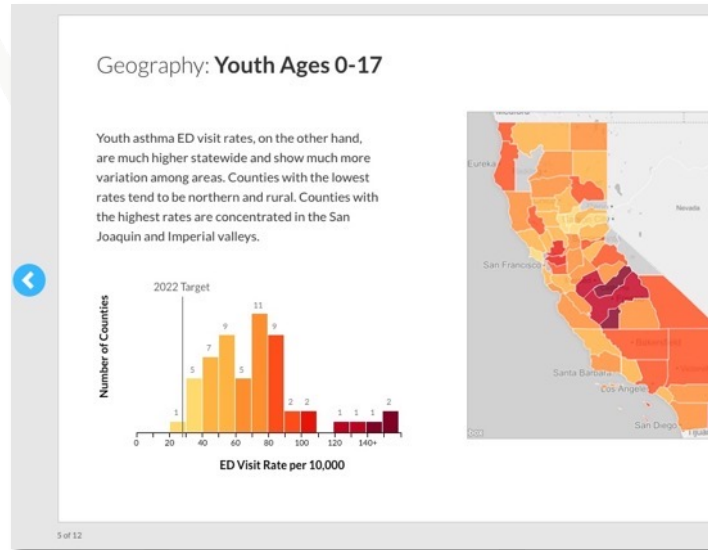 Geography: Youth Ages 0-17
Youth asthma ED visit rates, on the other hand,
are much higher statewide and show much more
variation among areas. Counties with the lowest
rates tend to be northern and rural. Counties with
the highest rates are concentrated in the San
Joaquin and Imperial valleys.
2022 Target
Number of Counties
1 5 7 9 5 11 9 2 2 1 1 1 2
0 20 40 60 80 100 120 140+
ED Visit Rate per 10,000
Medford
Eureka
Nevada
San Francisco
Bakersfield
Santa Barbara
Los Angeles
San Diego
5 of 12